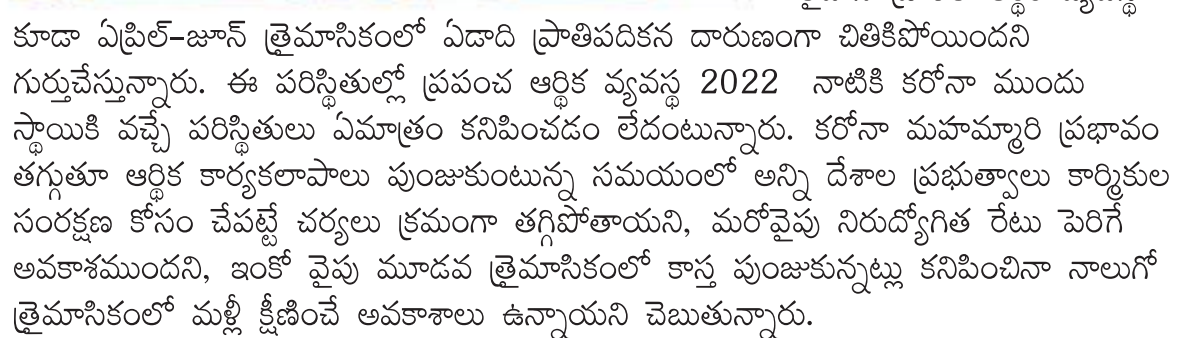 కూడా ఏప్రిల్-జూన్ త్రైమాసికంలో ఏడాది ప్రాతిపదికన దారుణంగా చితికిపోయిందని
గుర్తుచేస్తున్నారు. ఈ పరిస్థితుల్లో ప్రపంచ ఆర్థిక వ్యవస్థ 2022 నాటికి కరోనా ముందు
స్థాయికి వచ్చే పరిస్థితులు ఏమాత్రం కనిపించడం లేదంటున్నారు. కరోనా మహమ్మారి ప్రభావం
తగ్గుతూ ఆర్థిక కార్యకలాపాలు పుంజుకుంటున్న సమయంలో అన్ని దేశాల ప్రభుత్వాలు కార్మికుల
సంరక్షణ కోసం చేపట్టే చర్యలు క్రమంగా తగ్గిపోతాయని, మరోవైపు నిరుద్యోగిత రేటు పెరిగే
అవకాశముందని, ఇంకో వైపు మూడవ త్రైమాసికంలో కాస్త పుంజుకున్నట్లు కనిపించినా నాలుగో
త్రైమాసికంలో మళ్లీ క్షీణించే అవకాశాలు ఉన్నాయని చెబుతున్నారు.